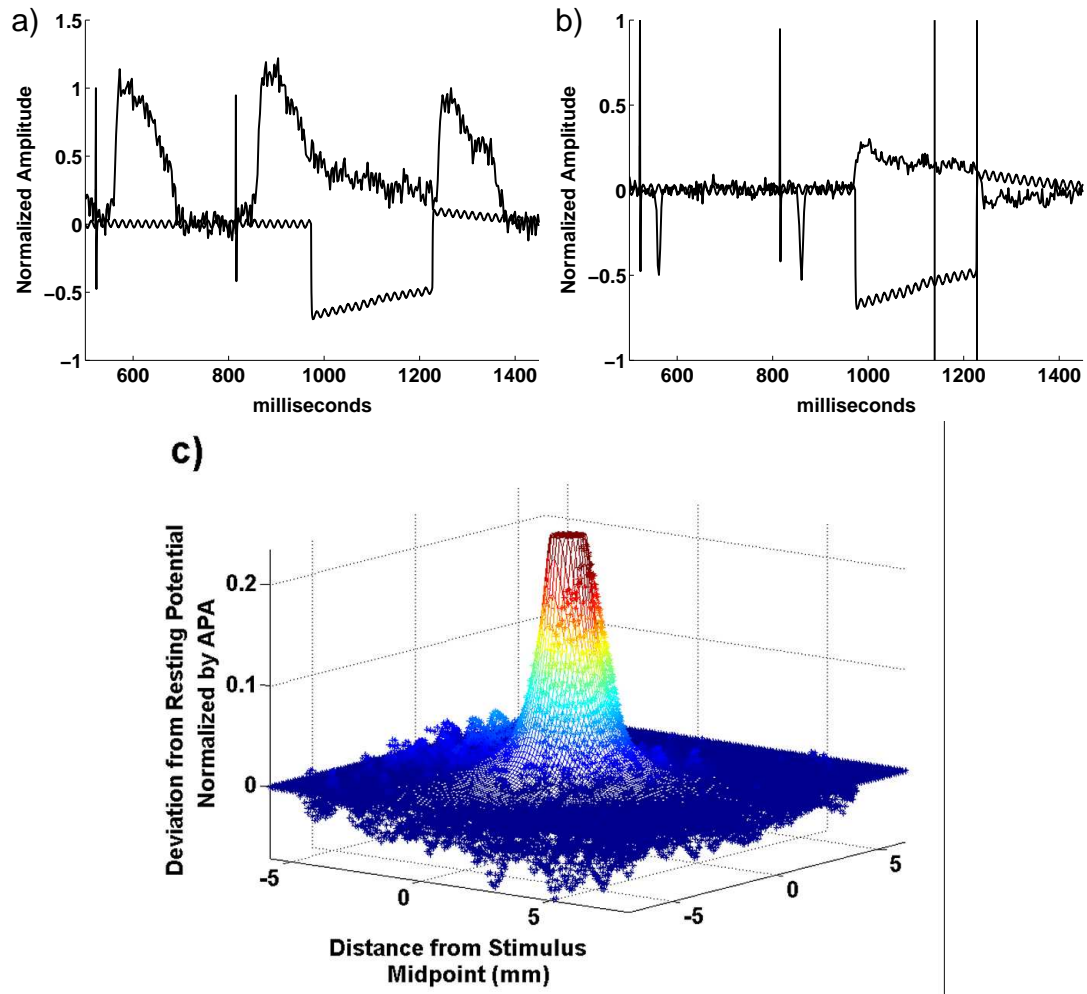 a)
1.5
1
0.5
0
−0.5
−1
Normalized Amplitude
600 800 1000 1200 1400
milliseconds
b)
1
0.5
0
−0.5
−1
Normalized Amplitude
600 800 1000 1200 1400
milliseconds
c)
Deviation from Resting Potential
Normalized by APA
0.2
0.1
0
-5 0 5
-5 0 5
Distance from Stimulus
Midpoint (mm)